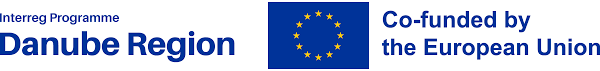 Interreg Programme
Danube Region
Co-funded by
the European Union